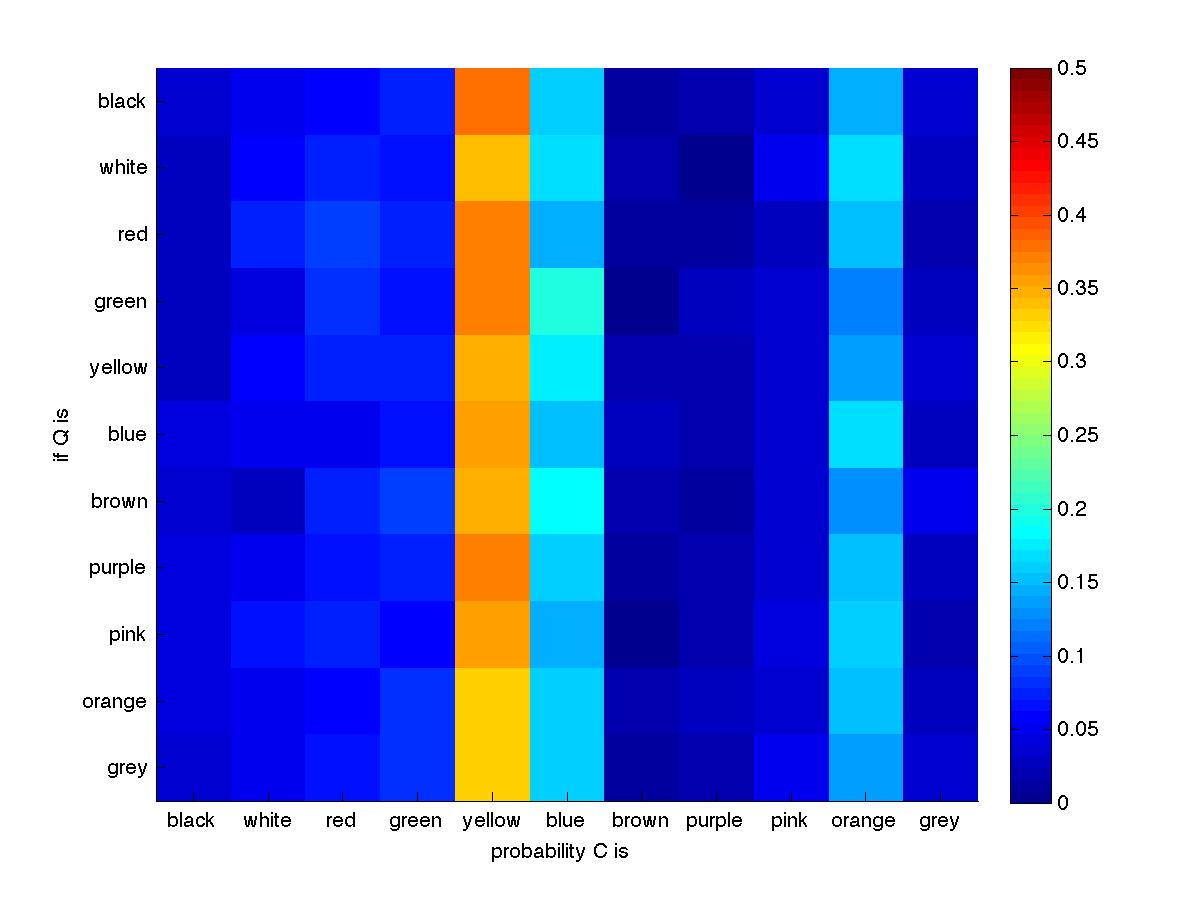 black
white
red
green
yellow
blue
brown
purple
pink
orange
grey
if Q is
black white red green yellow blue brown purple pink orange grey
probability C is
0.5
0.45
0.4
0.35
0.3
0.25
0.2
0.15
0.1
0.05
0